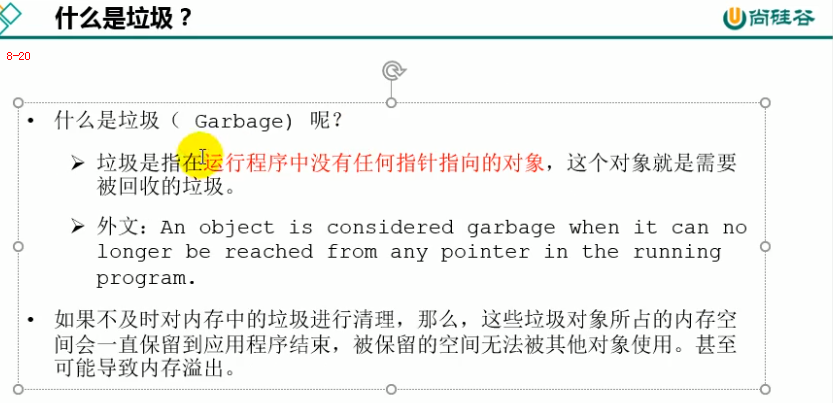 什么是垃圾？
尚硅谷
8-20
• 什么是垃圾（ Garbage) 呢？
➢ 垃圾是指在运行程序中没有任何指针指向的对象，这个对象就是需要
被回收的垃圾。
➢ 外文：An object is considered garbage when it can no
longer be reached from any pointer in the running
program.
• 如果不及时对内存中的垃圾进行清理，那么，这些垃圾对象所占的内存空
间会一直保留到应用程序结束，被保留的空间无法被其他对象使用。甚至
可能导致内存溢出。